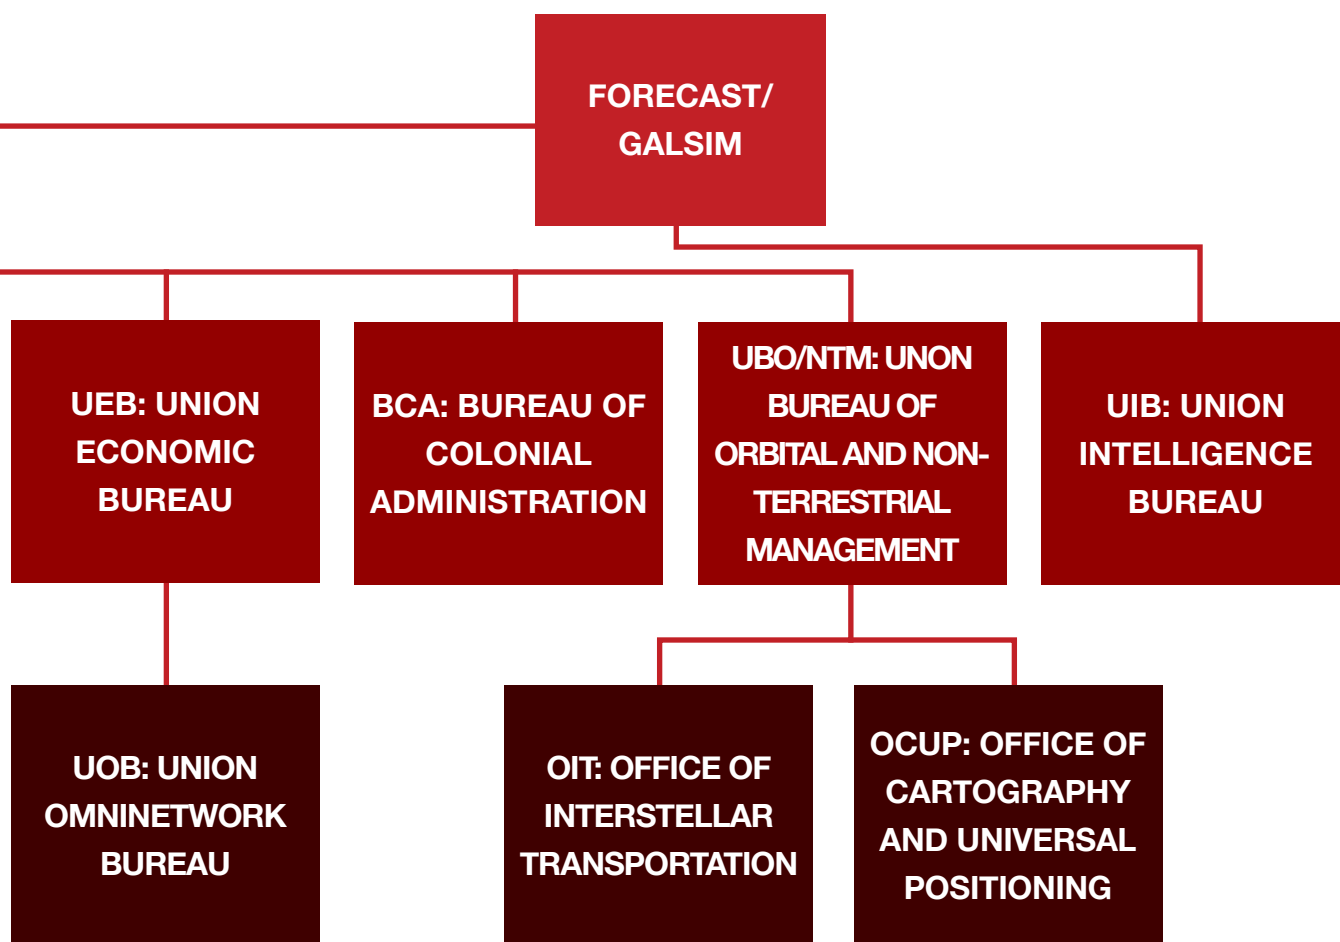 FORECAST/
GALSIM
UEB: UNION
ECONOMIC
BUREAU
BCA: BUREAU OF
COLONIAL
ADMINISTRATION
UBO/NTM: UNON
BUREAU OF
ORBITAL AND NON-
TERRESTRIAL
MANAGEMENT
UIB: UNION
INTELLIGENCE
BUREAU
UOB: UNION
OMNINETWORK
BUREAU
OIT: OFFICE OF
INTERSTELLAR
TRANSPORTATION
OCUP: OFFICE OF
CARTOGRAPHY
AND UNIVERSAL
POSITIONING